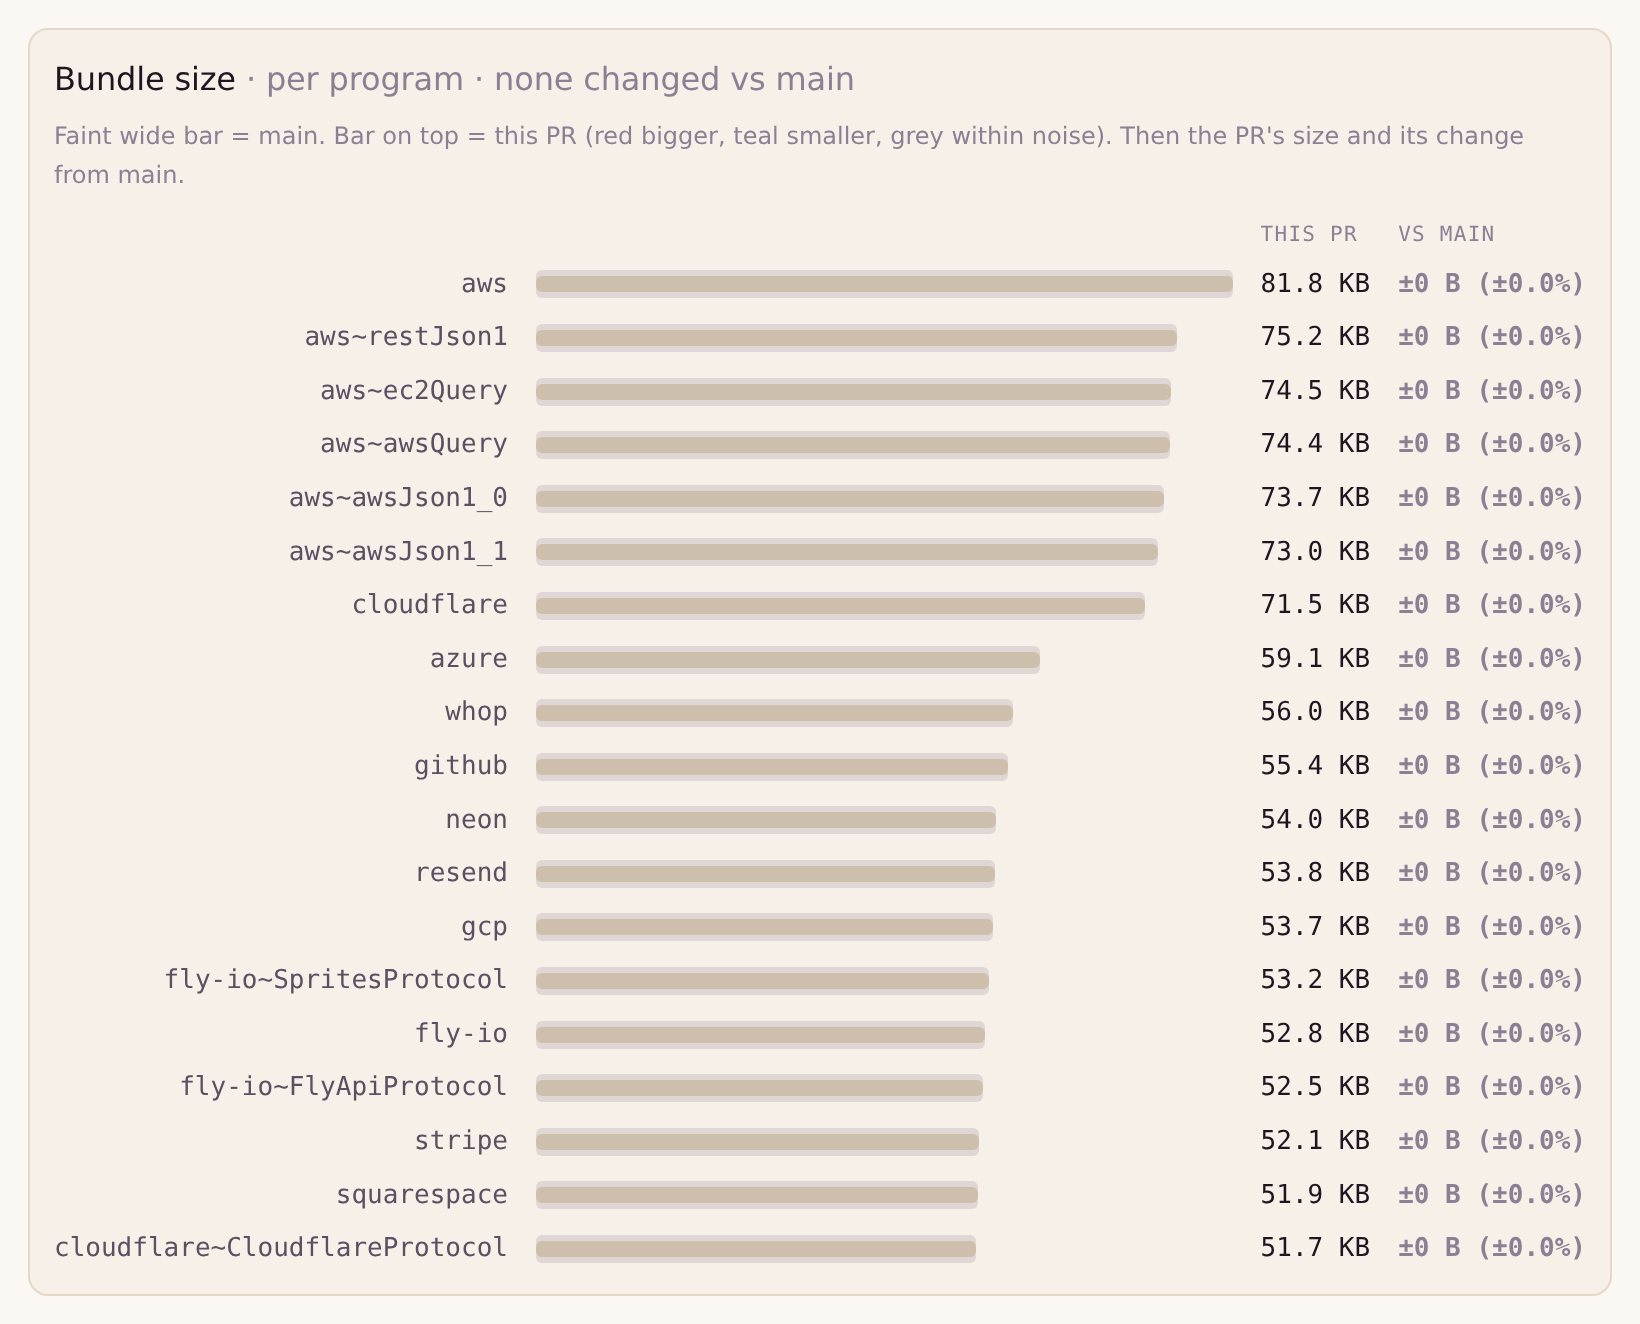 Bundle size · per program · none changed vs main
Faint wide bar = main. Bar on top = this PR (red bigger, teal smaller, grey within noise). Then the PR's size and its change
from main.
THIS PR VS MAIN
aws 81.8 KB ±0 B (±0.0%)
aws~restJson1 75.2 KB ±0 B (±0.0%)
aws~ec2Query 74.5 KB ±0 B (±0.0%)
aws~awsQuery 74.4 KB ±0 B (±0.0%)
aws~awsJson1_0 73.7 KB ±0 B (±0.0%)
aws~awsJson1_1 73.0 KB ±0 B (±0.0%)
cloudflare 71.5 KB ±0 B (±0.0%)
azure 59.1 KB ±0 B (±0.0%)
whop 56.0 KB ±0 B (±0.0%)
github 55.4 KB ±0 B (±0.0%)
neon 54.0 KB ±0 B (±0.0%)
resend 53.8 KB ±0 B (±0.0%)
gcp 53.7 KB ±0 B (±0.0%)
fly-io~SpritesProtocol 53.2 KB ±0 B (±0.0%)
fly-io 52.8 KB ±0 B (±0.0%)
fly-io~FlyApiProtocol 52.5 KB ±0 B (±0.0%)
stripe 52.1 KB ±0 B (±0.0%)
squarespace 51.9 KB ±0 B (±0.0%)
cloudflare~CloudflareProtocol 51.7 KB ±0 B (±0.0%)